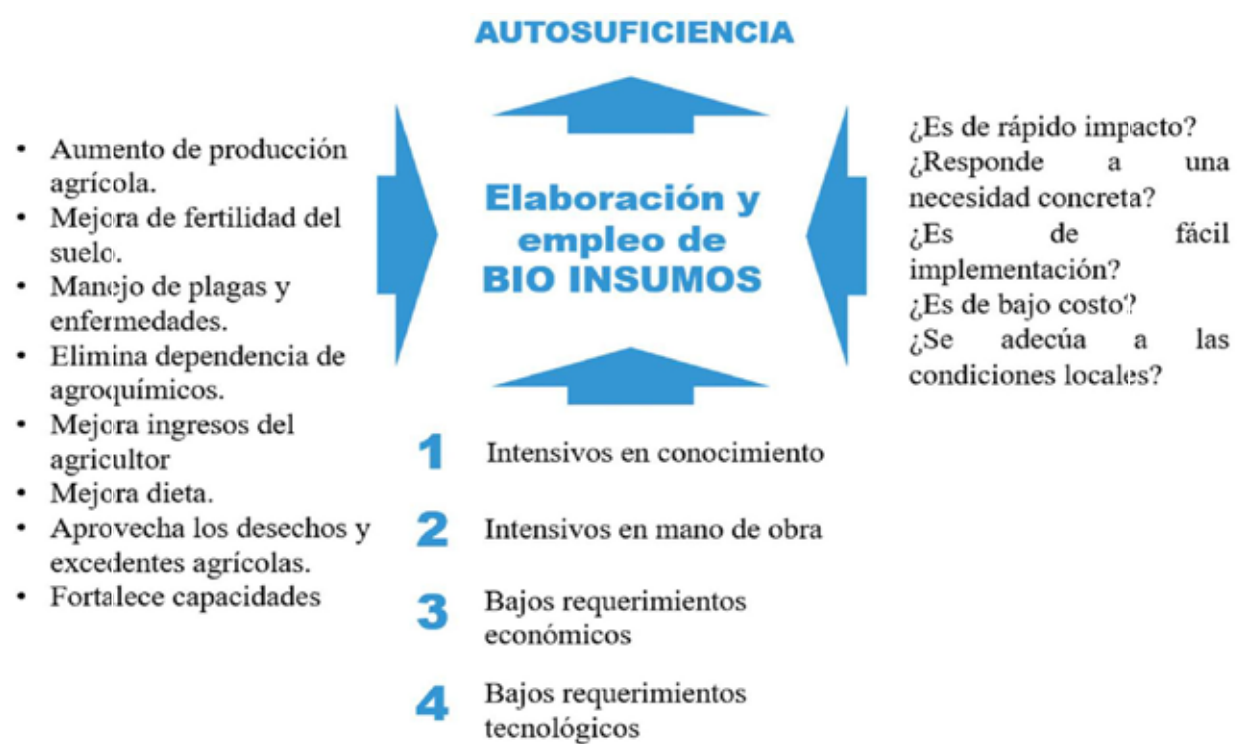 AUTOSUFICIENCIA
• Aumento de producción
agrícola.
• Mejora de fertilidad del
suelo.
• Manejo de plagas y
enfermedades.
• Elimina dependencia de
agroquímicos.
• Mejora ingresos del
agricultor
• Mejora dieta.
• Aprovecha los desechos y
excedentes agrícolas.
• Fortalece capacidades
Elaboración y
empleo de
BIO INSUMOS
¿Es de rápido impacto?
¿Responde a una
necesidad concreta?
¿Es de fácil
implementación?
¿Es de bajo costo?
¿Se adecúa a las
condiciones locales?
1 Intensivos en conocimiento
2 Intensivos en mano de obra
3 Bajos requerimientos
económicos
4 Bajos requerimientos
tecnológicos